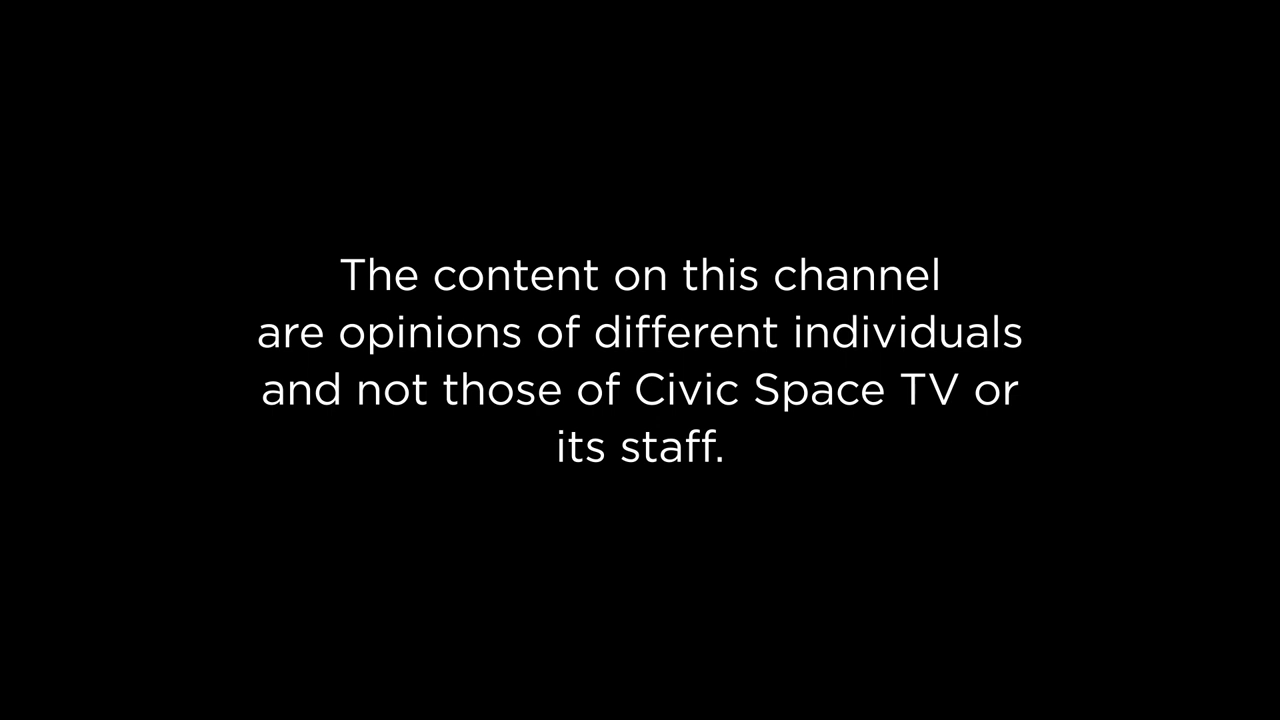 The content on this channel
are opinions of different individuals
and not those of Civic Space TV or
its staff.